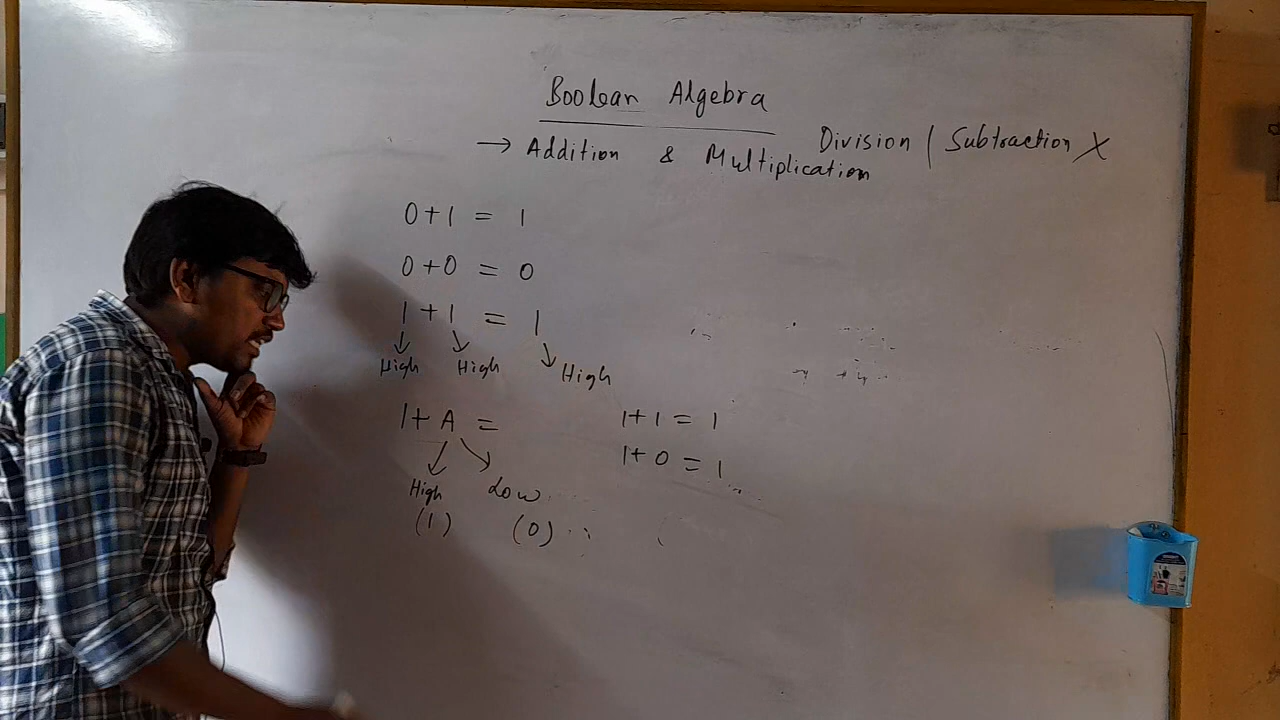 Boolean Algebra
→ Addition & Multiplication Division | Subtraction X
0+1 = 1
0+0 = 0
1+1 = 1
High High High
1+A = 1+1=1
1+0=1
High Low
(1) (0)